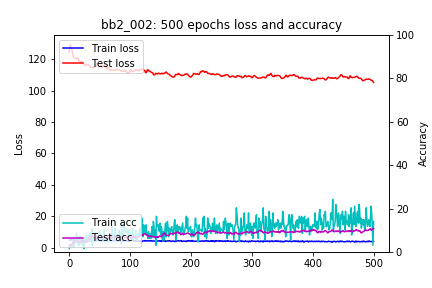 bb2_002: 500 epochs loss and accuracy
Train loss
Test loss
Train acc
Test acc
Loss
Accuracy
0
20
40
60
80
100
120
0
20
40
60
80
100
0
100
200
300
400
500